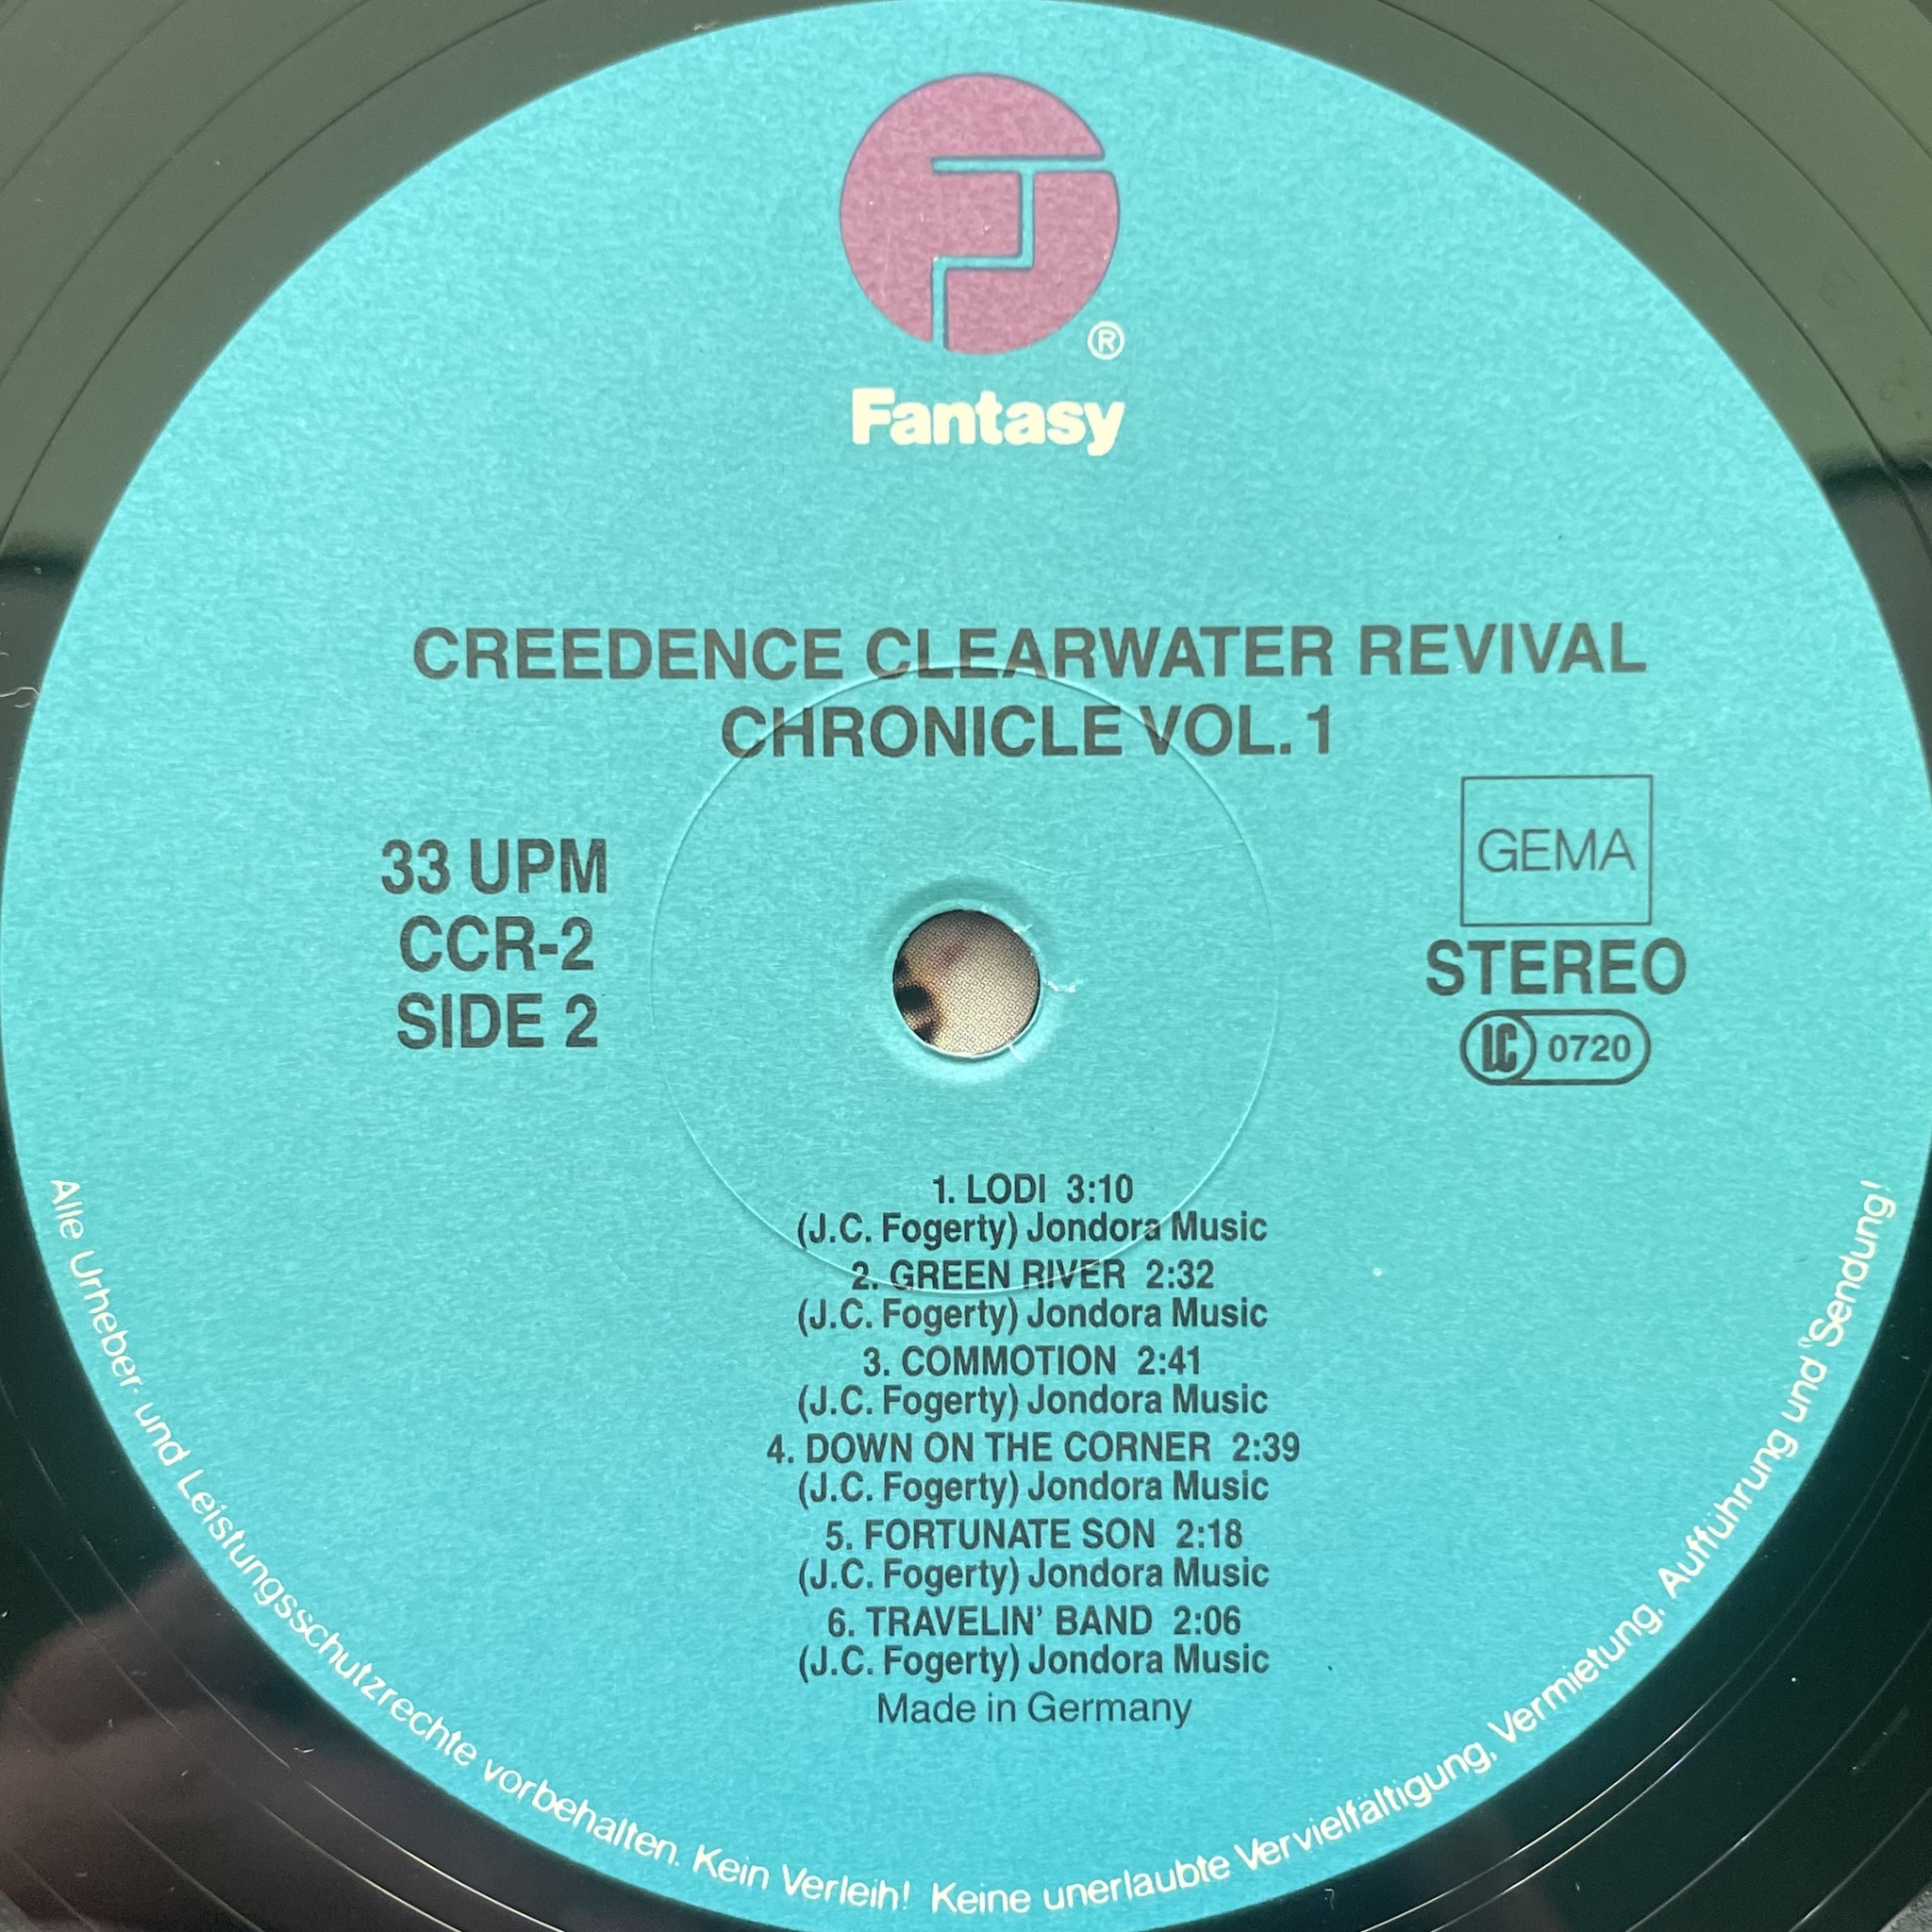 ®
Fantasy
CREEDENCE CLEARWATER REVIVAL
CHRONICLE VOL. 1
33 UPM
CCR-2
SIDE 2
GEMA
STEREO
LC 0720
1. LODI 3:10
(J.C. Fogerty) Jondora Music
2. GREEN RIVER 2:32
(J.C. Fogerty) Jondora Music
3. COMMOTION 2:41
(J.C. Fogerty) Jondora Music
4. DOWN ON THE CORNER 2:39
(J.C. Fogerty) Jondora Music
5. FORTUNATE SON 2:18
(J.C. Fogerty) Jondora Music
6. TRAVELIN' BAND 2:06
(J.C. Fogerty) Jondora Music
Made in Germany
Alle Urheber- und Leistungsschutzrechte vorbehalten. Kein Verleih! Keine unerlaubte Vervielfältigung, Vermietung, Aufführung und Sendung!